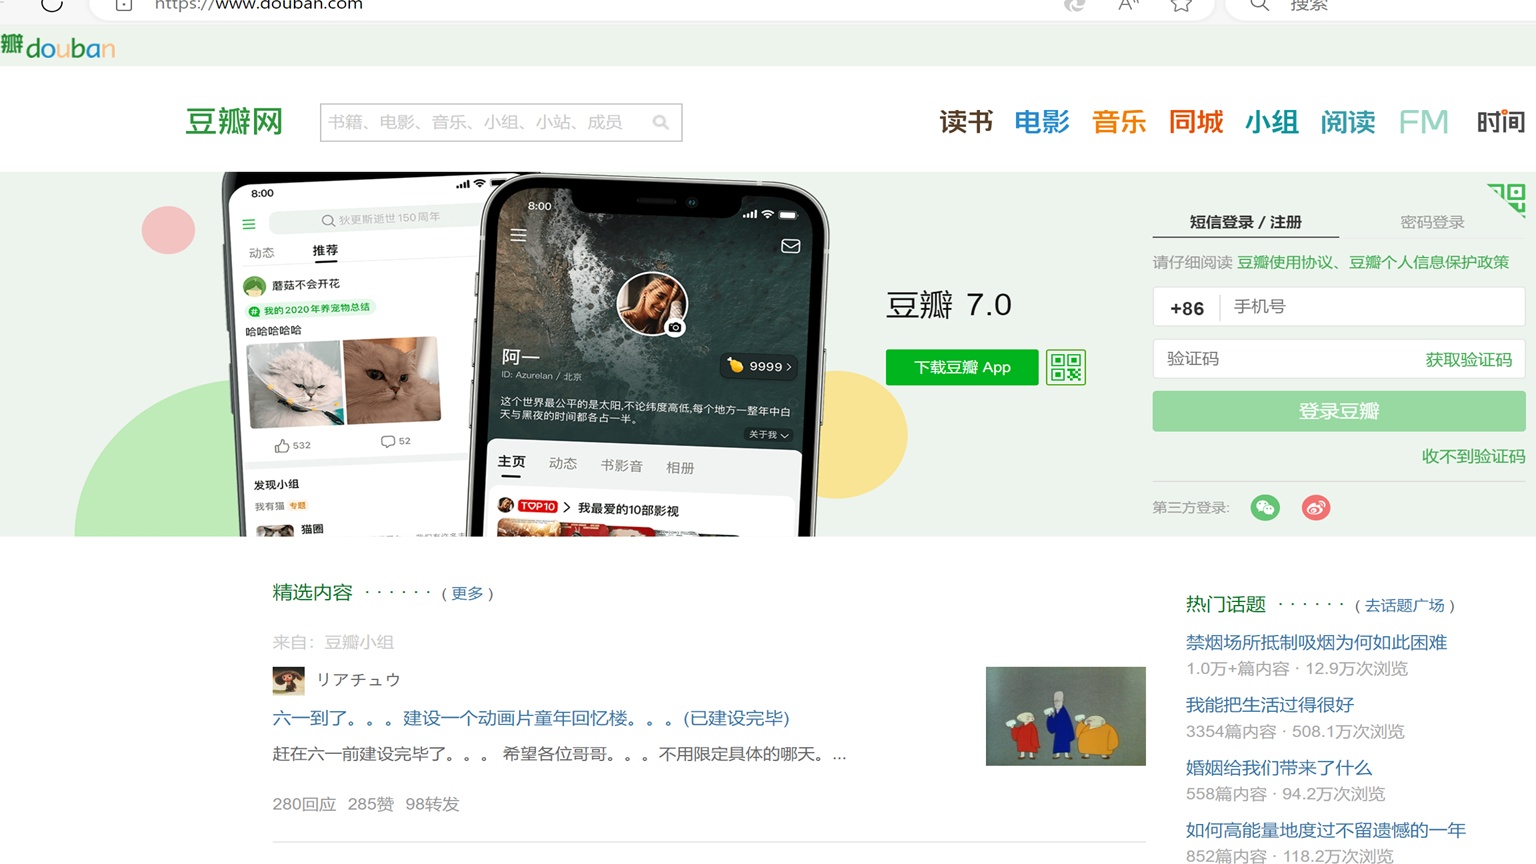 https://www.douban.com
搜索
瓣 douban
豆瓣网
书籍、电影、音乐、小组、小站、成员
读书 电影 音乐 同城 小组 阅读 FM 时间
8:00
狄更斯逝世150周年
动态 推荐
蘑菇不会开花
我的2020年养宠物总结
哈哈哈哈哈
532 52
发现小组
我有猫 专题
猫圈
8:00
阿一
ID: Azurelan / 北京
9999
这个世界最公平的是太阳,不论纬度高低,每个地方一整年中白
天与黑夜的时间都各占一半。
关于我
主页 动态 书影音 相册
TOP10 我最爱的10部影视
豆瓣 7.0
下载豆瓣 App
短信登录 / 注册 密码登录
请仔细阅读 豆瓣使用协议、豆瓣个人信息保护政策
+86 手机号
验证码 获取验证码
登录豆瓣
收不到验证码
第三方登录:
精选内容 · · · · · · ( 更多 )
来自: 豆瓣小组
リアチュウ
六一到了。。。建设一个动画片童年回忆楼。。。(已建设完毕)
赶在六一前建设完毕了。。。 希望各位哥哥。。。不用限定具体的哪天。...
280回应 285赞 98转发
热门话题 · · · · · · ( 去话题广场 )
禁烟场所抵制吸烟为何如此困难
1.0万+篇内容 · 12.9万次浏览
我能把生活过得很好
3354篇内容 · 508.1万次浏览
婚姻给我们带来了什么
558篇内容 · 94.2万次浏览
如何高能量地度过不留遗憾的一年
852篇内容 · 118.2万次浏览